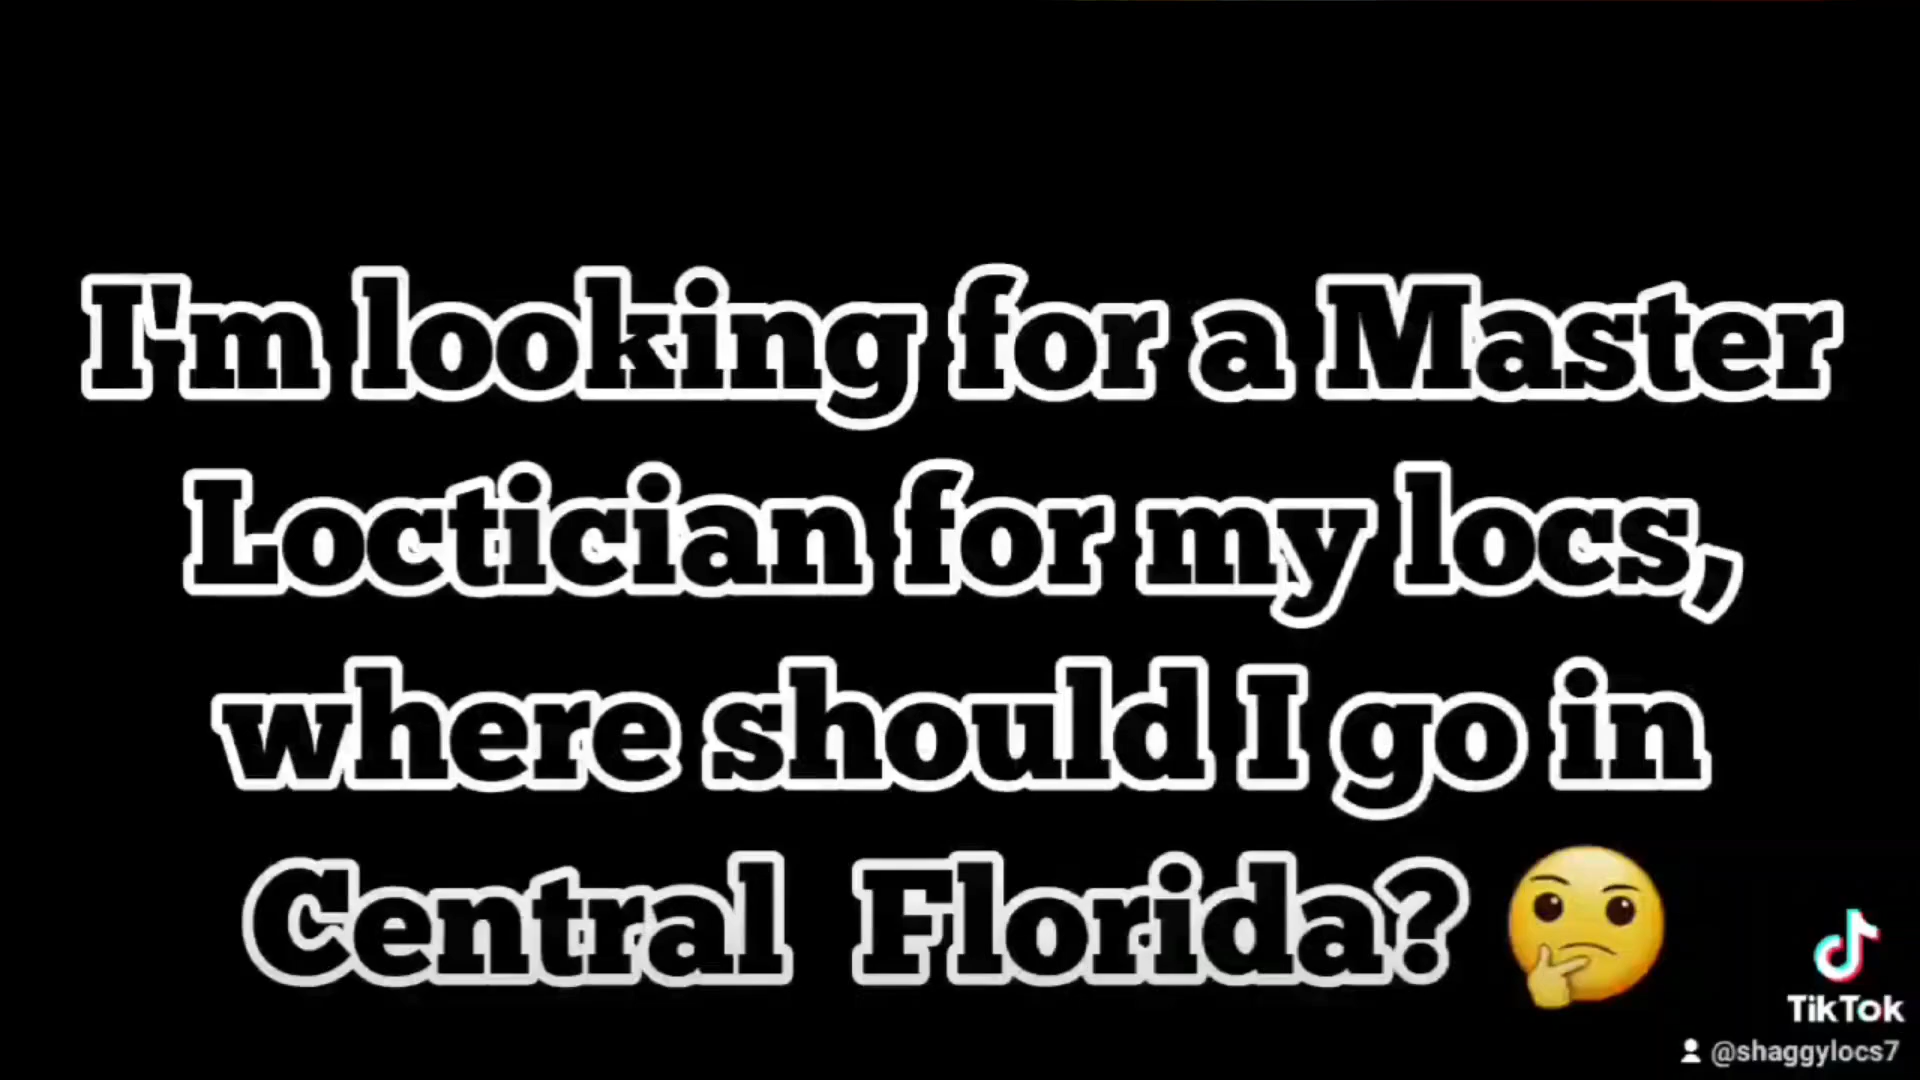 I'm looking for a Master
Loctician for my locs,
where should I go in
Central Florida? 🤔
TikTok
@shaggylocs7